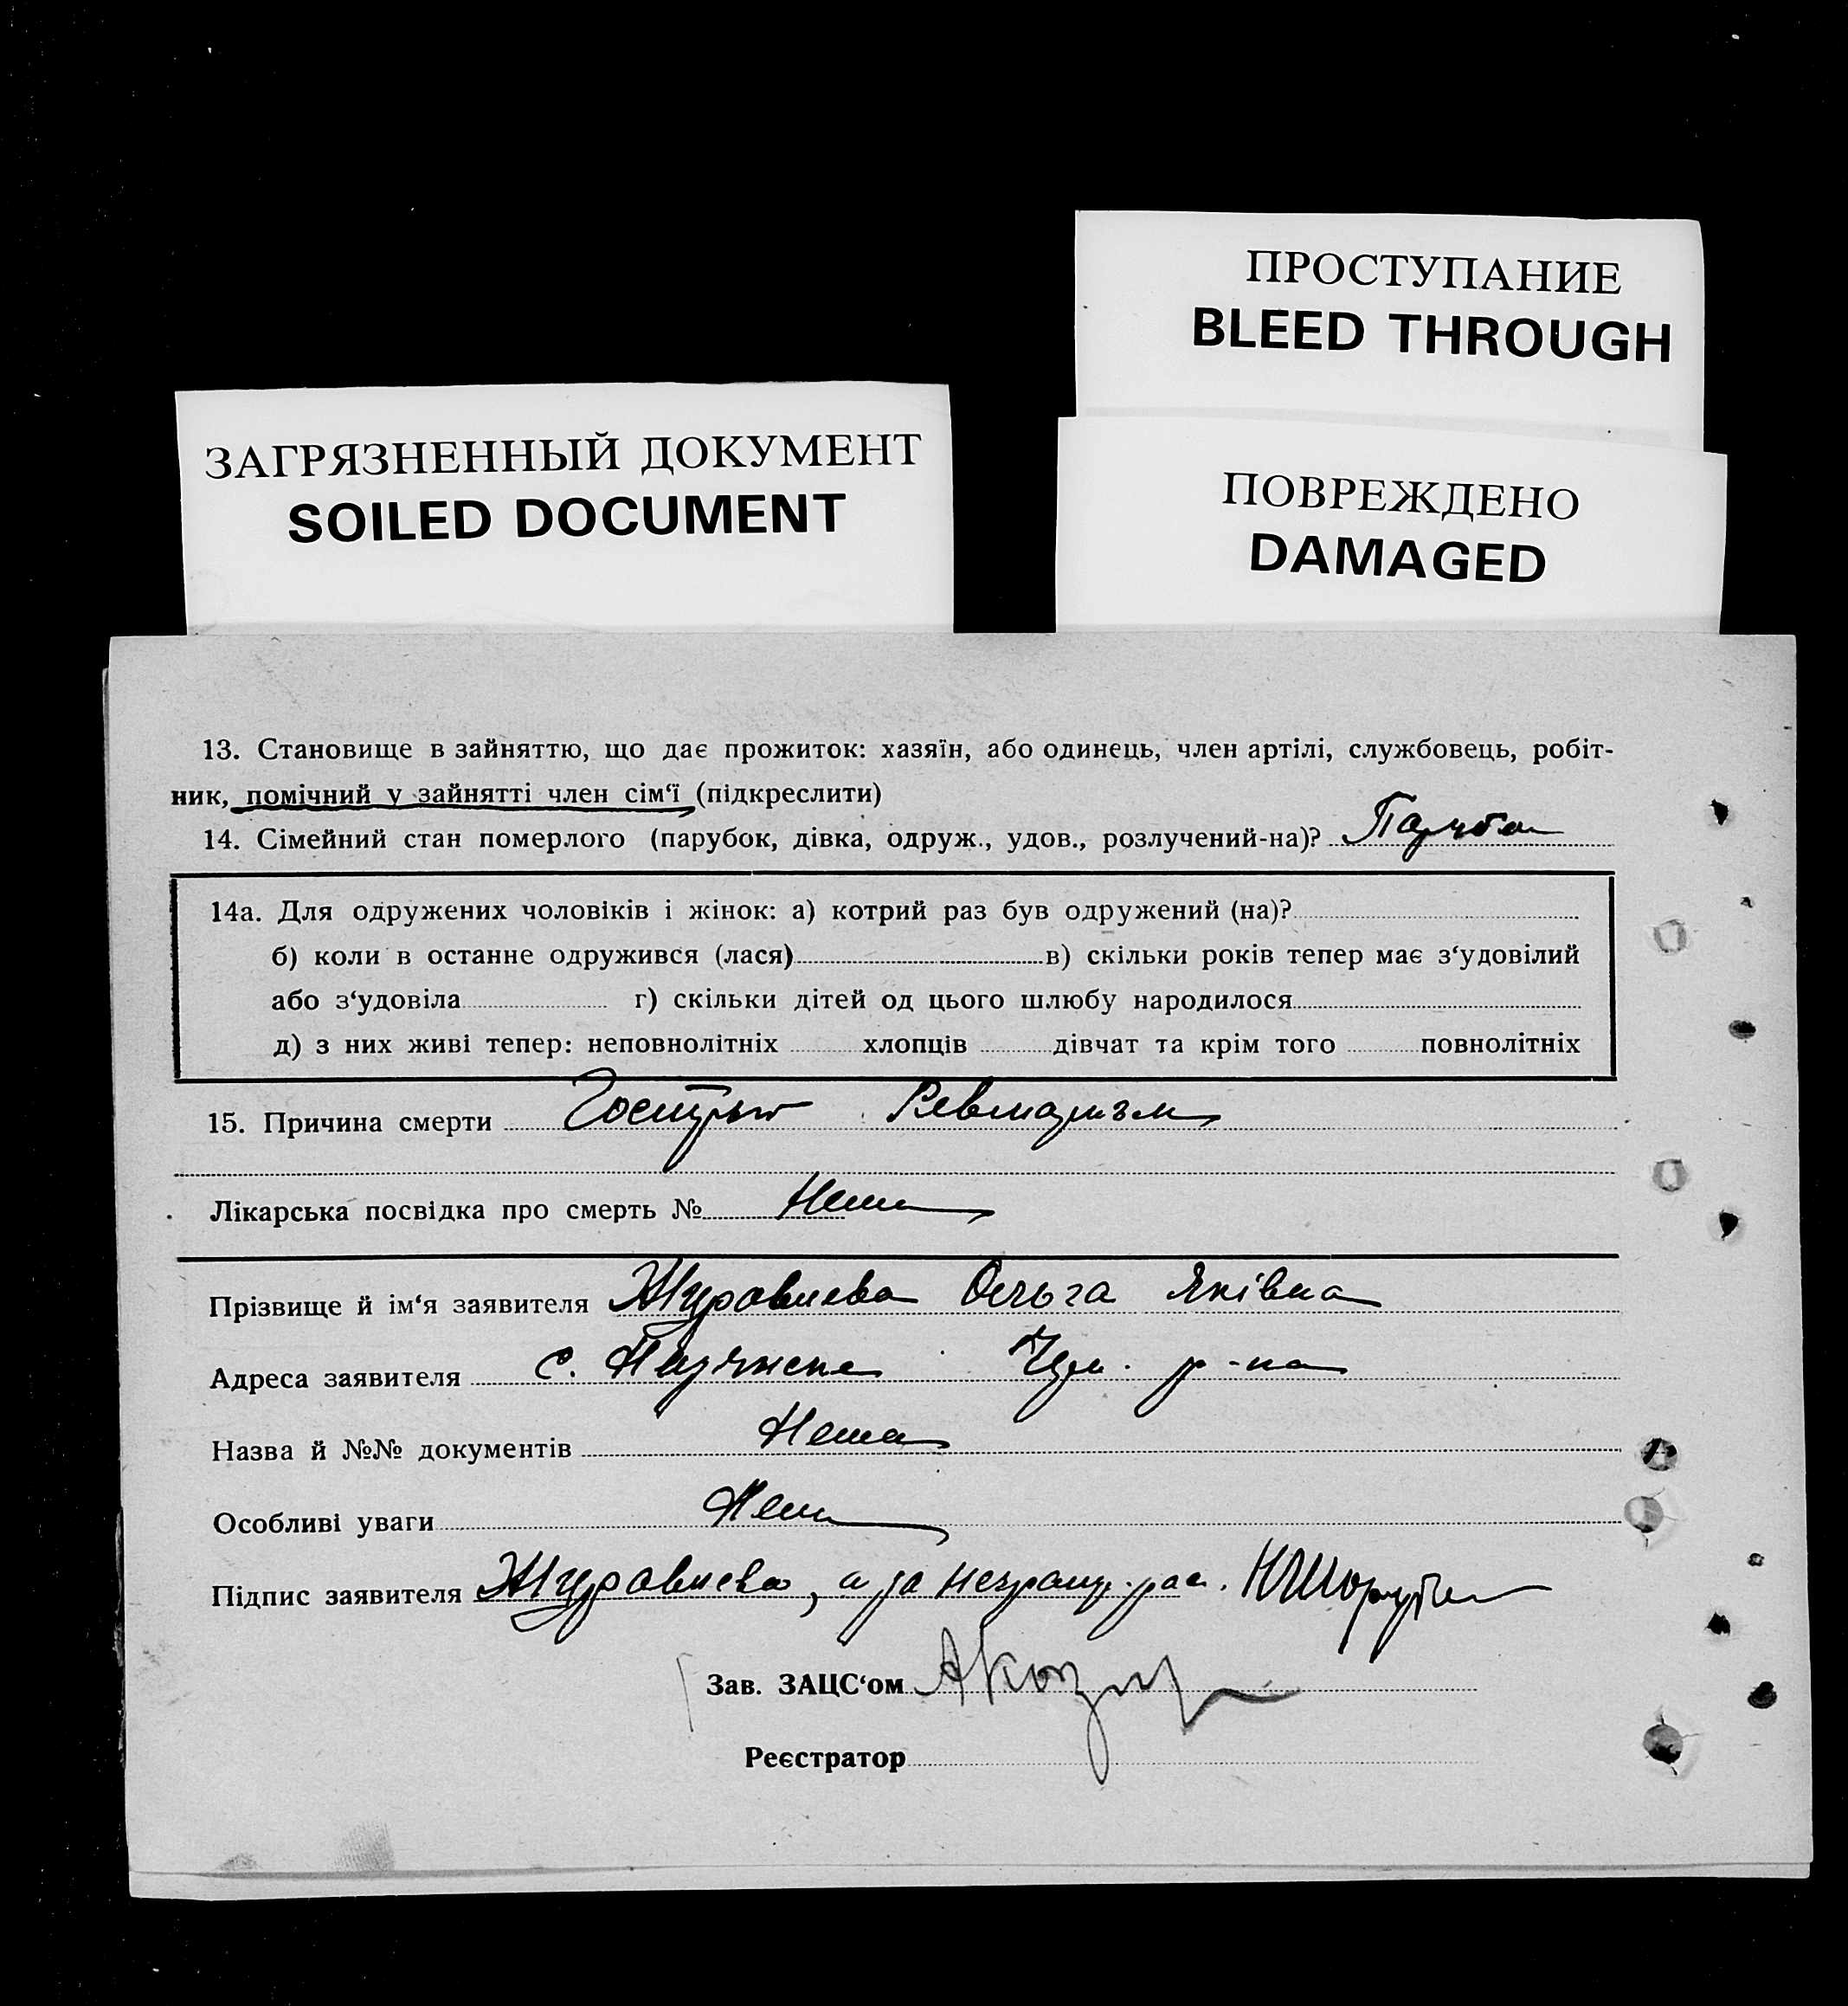 ПРОСТУПАНИЕ
BLEED THROUGH
ЗАГРЯЗНЕННЫЙ ДОКУМЕНТ
SOILED DOCUMENT
ПОВРЕЖДЕНО
DAMAGED
13. Становище в зайняттю, що дає прожиток: хазяїн, або одинець, член артілі, службовець, робіт-
ник, помічний у зайнятті член сім‘ї (підкреслити)
14. Сімейний стан померлого (парубок, дівка, одруж., удов., розлучений-на)?
14а. Для одружених чоловіків і жінок: а) котрий раз був одружений (на)?
б) коли в останне одружився (лася) в) скільки років тепер має з‘удовілий
або з‘удовіла г) скільки дітей од цього шлюбу народилося
д) з них живі тепер: неповнолітніх хлопців дівчат та крім того повнолітніх
15. Причина смерти Гострый Ревматизм
Лікарська посвідка про смерть № Нема
Прізвище й ім‘я заявителя Журавльева Ольга Яківна
Адреса заявителя с. р-на
Назва й №№ документів Нема
Особливі уваги Нема
Підпис заявителя , а за
Зав. ЗАЦС‘ом
Реєстратор